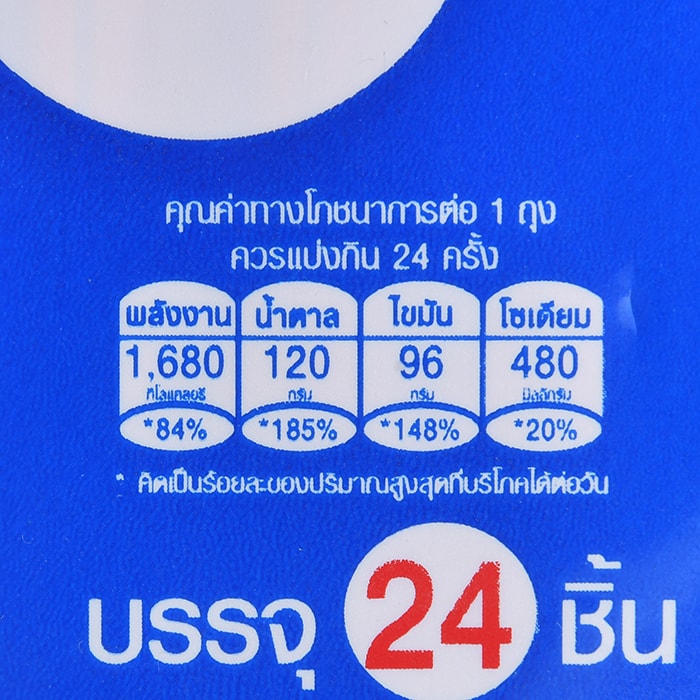 คุณค่าทางโภชนาการต่อ 1 ถุง
ควรแบ่งกิน 24 ครั้ง
พลังงาน น้ำตาล ไขมัน โซเดียม
1,680 120 96 480
กิโลแคลอรี กรัม กรัม มิลลิกรัม
*84% *185% *148% *20%
* คิดเป็นร้อยละของปริมาณสูงสุดที่บริโภคได้ต่อวัน
บรรจุ 24 ชิ้น